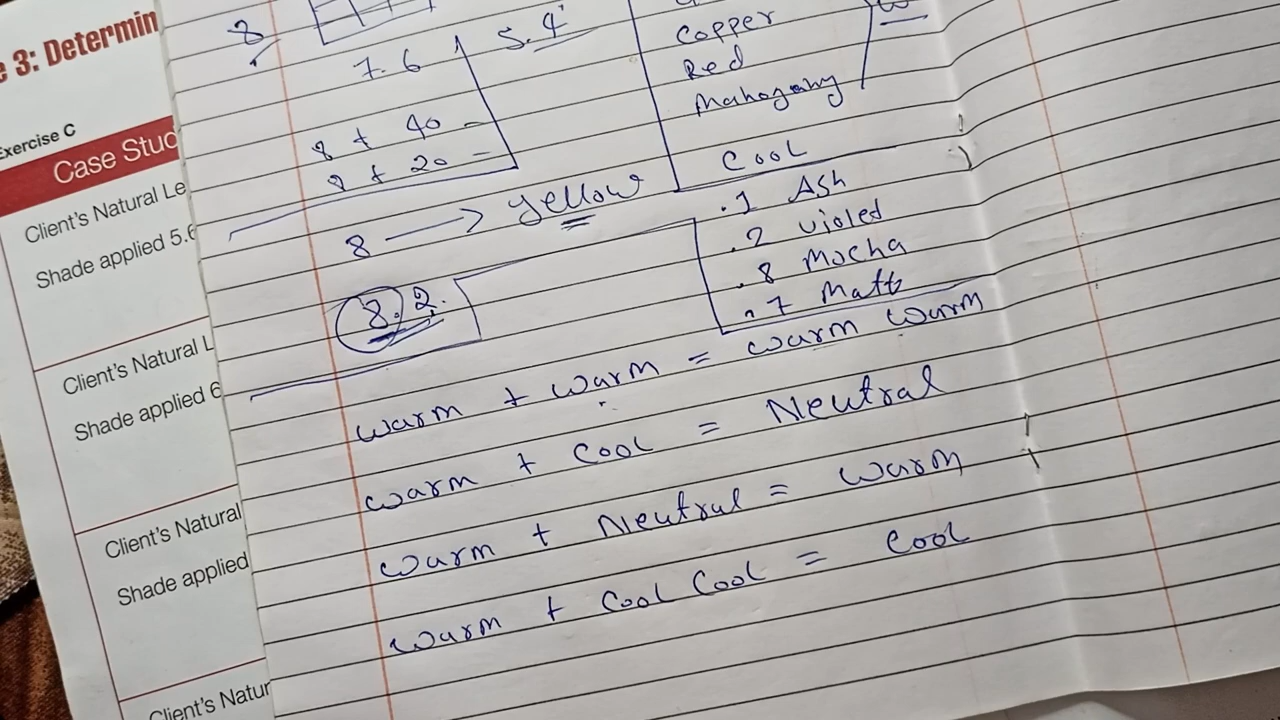 e 3: Determin
Exercise C
Case Stud
Client's Natural Le
Shade applied 5.6
Client's Natural L
Shade applied 6
Client's Natural
Shade applied
Client's Natur
8
7.6
5.4
8 + 40 -
8 + 20 =
8 → yellow
8.2.
Copper
Red
Mahogany
Cool
.1 Ash
.2 violed
.8 Mocha
.7 Matt
warm + warm = warm warm
warm + Cool = Neutral
warm + Neutral = warm
warm + Cool Cool = Cool